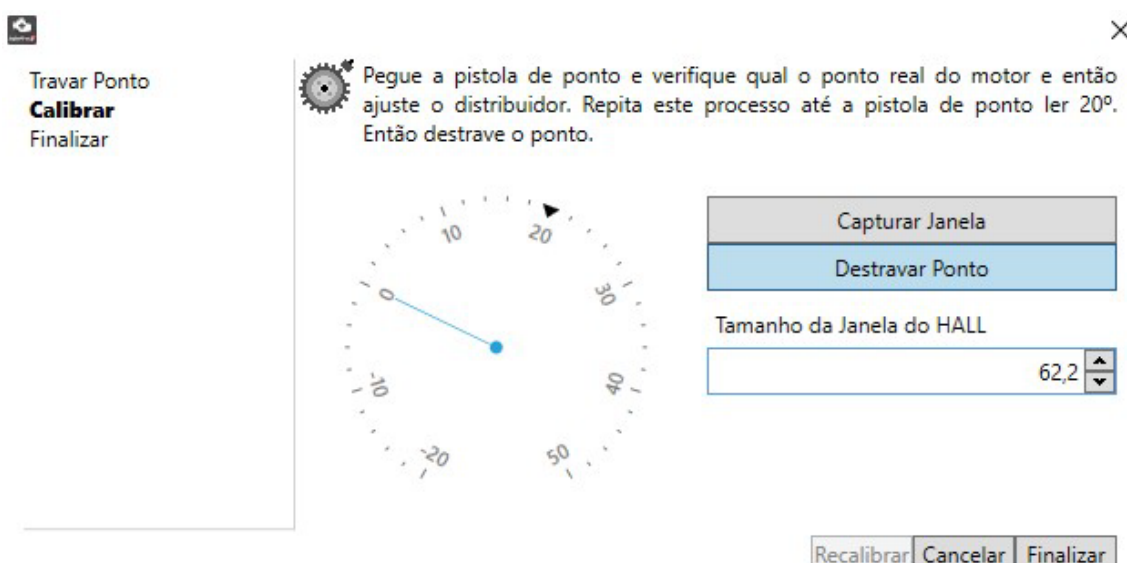 Travar Ponto
Calibrar
Finalizar
Pegue a pistola de ponto e verifique qual o ponto real do motor e então
ajuste o distribuidor. Repita este processo até a pistola de ponto ler 20º.
Então destrave o ponto.
-20
-10
0
10
20
30
40
50
Capturar Janela
Destravar Ponto
Tamanho da Janela do HALL
62,2
Recalibrar Cancelar Finalizar